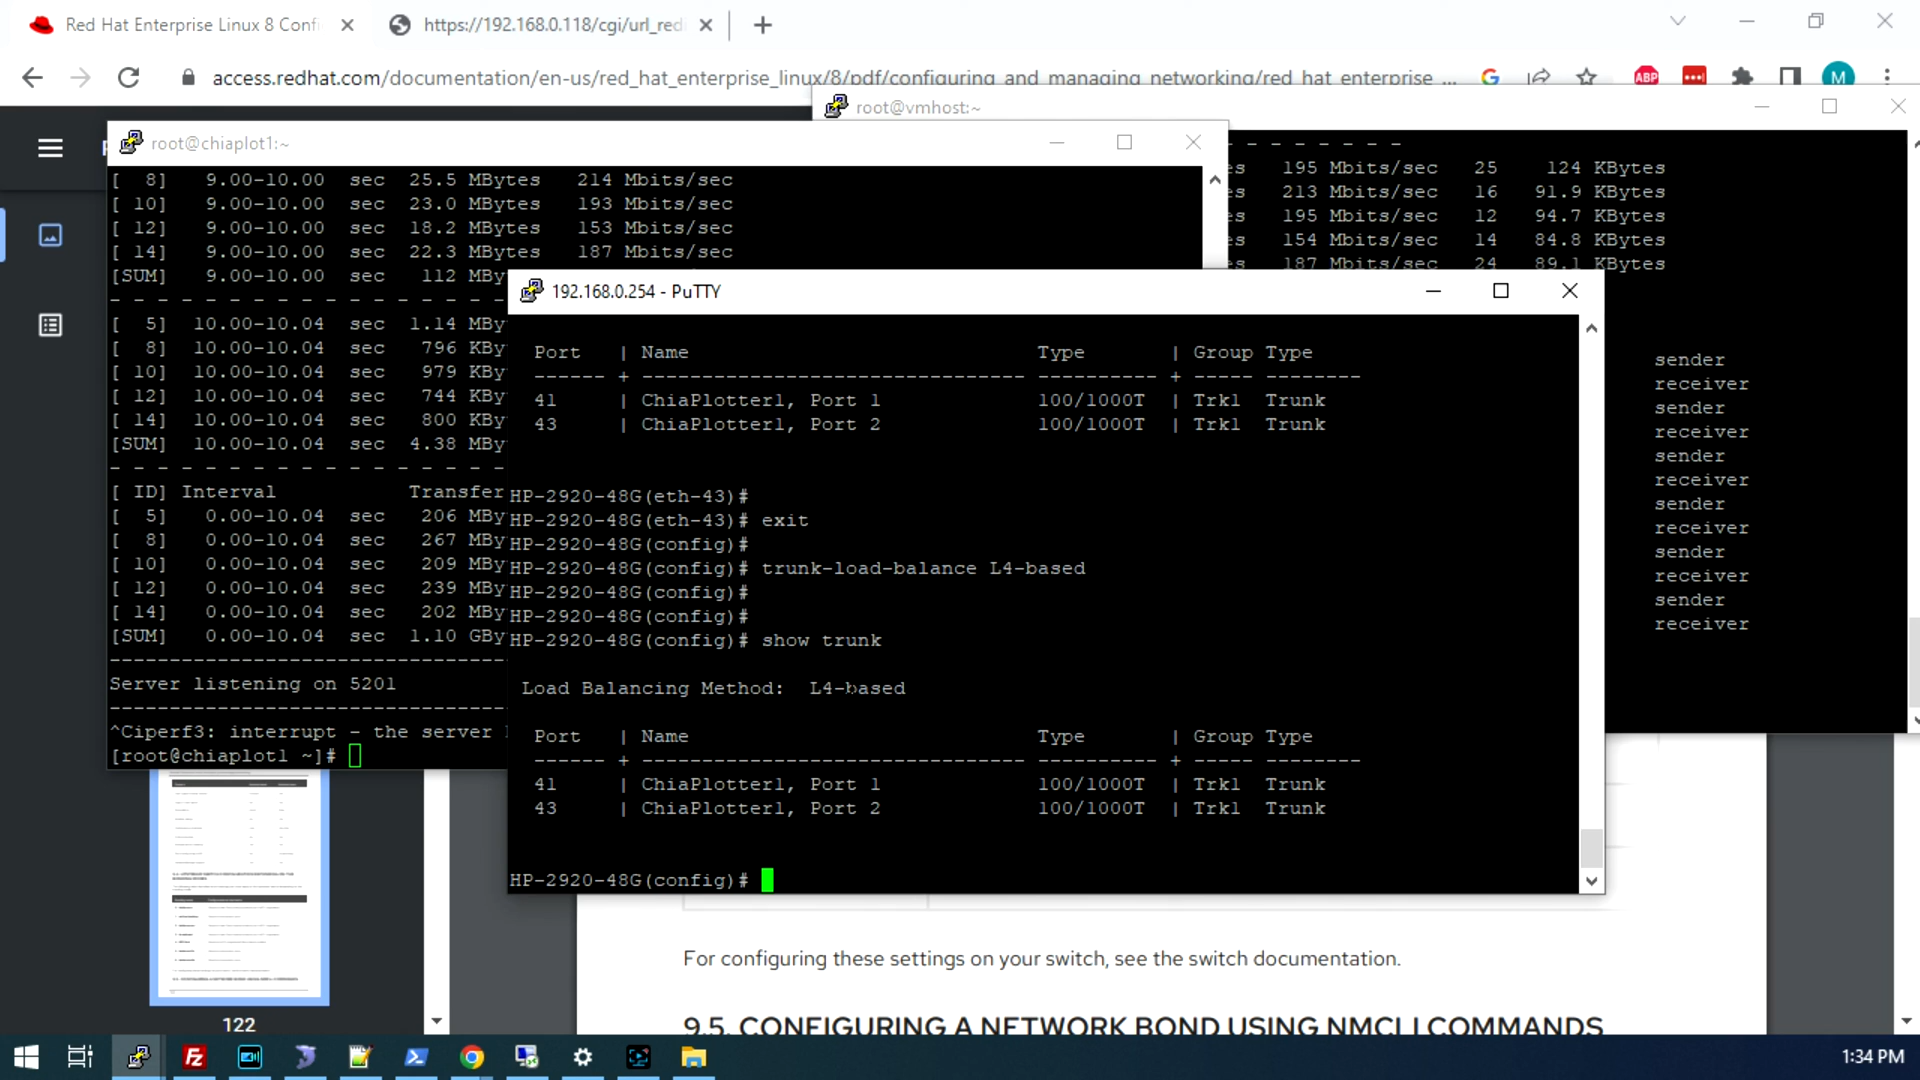 Red Hat Enterprise Linux 8 Confi
https://192.168.0.118/cgi/url_redi
access.redhat.com/documentation/en-us/red_hat_enterprise_linux/8/pdf/configuring_and_managing_networking/red_hat_enterprise_ ...
ABP
M
root@vmhost:~
root@chiaplot1:~
[  8]   9.00-10.00  sec  25.5 MBytes   214 Mbits/sec
[ 10]   9.00-10.00  sec  23.0 MBytes   193 Mbits/sec
[ 12]   9.00-10.00  sec  18.2 MBytes   153 Mbits/sec
[ 14]   9.00-10.00  sec  22.3 MBytes   187 Mbits/sec
[SUM]   9.00-10.00  sec   112 MBy
- - - - - - - - - - - - - - - - -
[  5]  10.00-10.04  sec  1.14 MBy
[  8]  10.00-10.04  sec   796 KBy
[ 10]  10.00-10.04  sec   979 KBy
[ 12]  10.00-10.04  sec   744 KBy
[ 14]  10.00-10.04  sec   800 KBy
[SUM]  10.00-10.04  sec  4.38 MBy
- - - - - - - - - - - - - - - - -
[ ID] Interval           Transfer
[  5]   0.00-10.04  sec   206 MBy
[  8]   0.00-10.04  sec   267 MBy
[ 10]   0.00-10.04  sec   209 MBy
[ 12]   0.00-10.04  sec   239 MBy
[ 14]   0.00-10.04  sec   202 MBy
[SUM]   0.00-10.04  sec  1.10 GBy
---------------------------------
Server listening on 5201
---------------------------------
^Ciperf3: interrupt - the server
[root@chiaplot1 ~]#
- - - - - - - -
es   195 Mbits/sec   25    124 KBytes
es   213 Mbits/sec   16   91.9 KBytes
es   195 Mbits/sec   12   94.7 KBytes
es   154 Mbits/sec   14   84.8 KBytes
es   187 Mbits/sec   24   89.1 KBytes
sender
receiver
sender
receiver
sender
receiver
sender
receiver
sender
receiver
sender
receiver
192.168.0.254 - PuTTY
Port   | Name                             Type       | Group Type
------ + -------------------------------- ---------- + ----- --------
41     | ChiaPlotter1, Port 1             100/1000T  | Trk1  Trunk
43     | ChiaPlotter1, Port 2             100/1000T  | Trk1  Trunk
HP-2920-48G(eth-43)#
HP-2920-48G(eth-43)# exit
HP-2920-48G(config)#
HP-2920-48G(config)# trunk-load-balance L4-based
HP-2920-48G(config)#
HP-2920-48G(config)#
HP-2920-48G(config)# show trunk
Load Balancing Method:  L4-based
Port   | Name                             Type       | Group Type
------ + -------------------------------- ---------- + ----- --------
41     | ChiaPlotter1, Port 1             100/1000T  | Trk1  Trunk
43     | ChiaPlotter1, Port 2             100/1000T  | Trk1  Trunk
HP-2920-48G(config)#
122
For configuring these settings on your switch, see the switch documentation.
9.5. CONFIGURING A NETWORK BOND USING NMCLI COMMANDS
1:34 PM